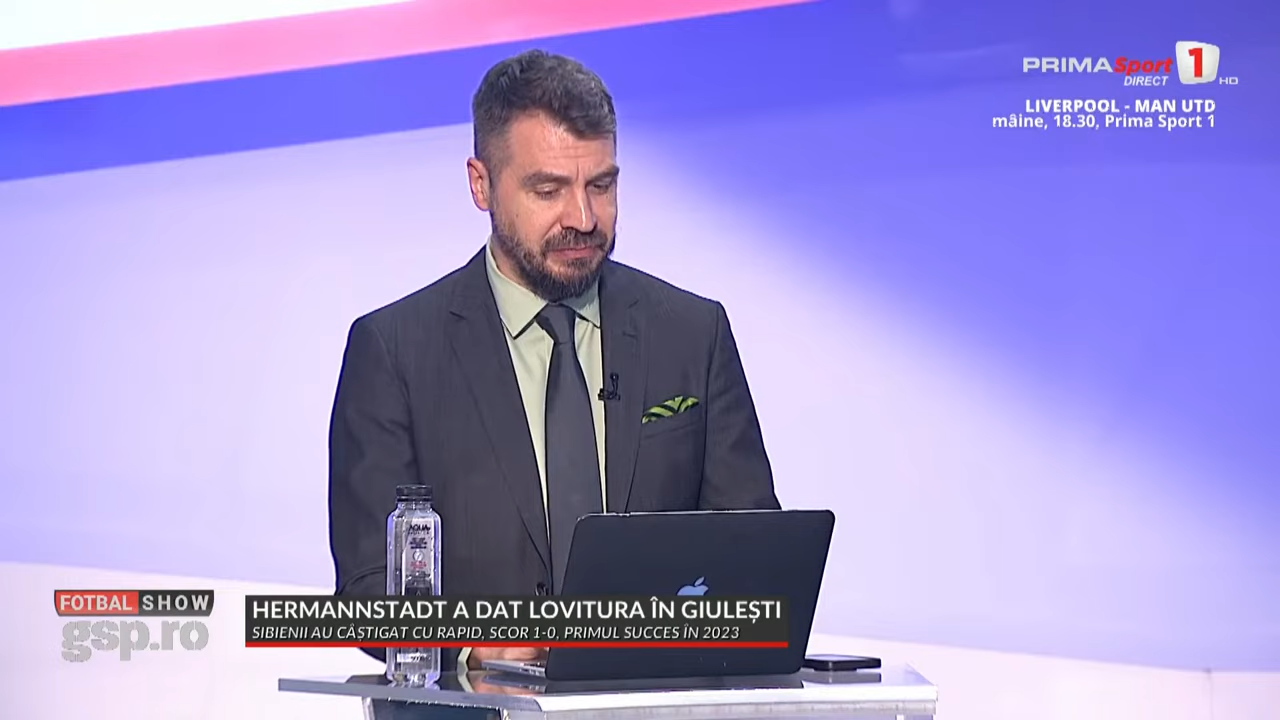 PRIMA Sport 1
DIRECT
HD
LIVERPOOL - MAN UTD
mâine, 18.30, Prima Sport 1
AQUA
FOTBAL SHOW
gsp.ro
HERMANNSTADT A DAT LOVITURA ÎN GIULEȘTI
SIBIENII AU CÂȘTIGAT CU RAPID, SCOR 1-0, PRIMUL SUCCES ÎN 2023